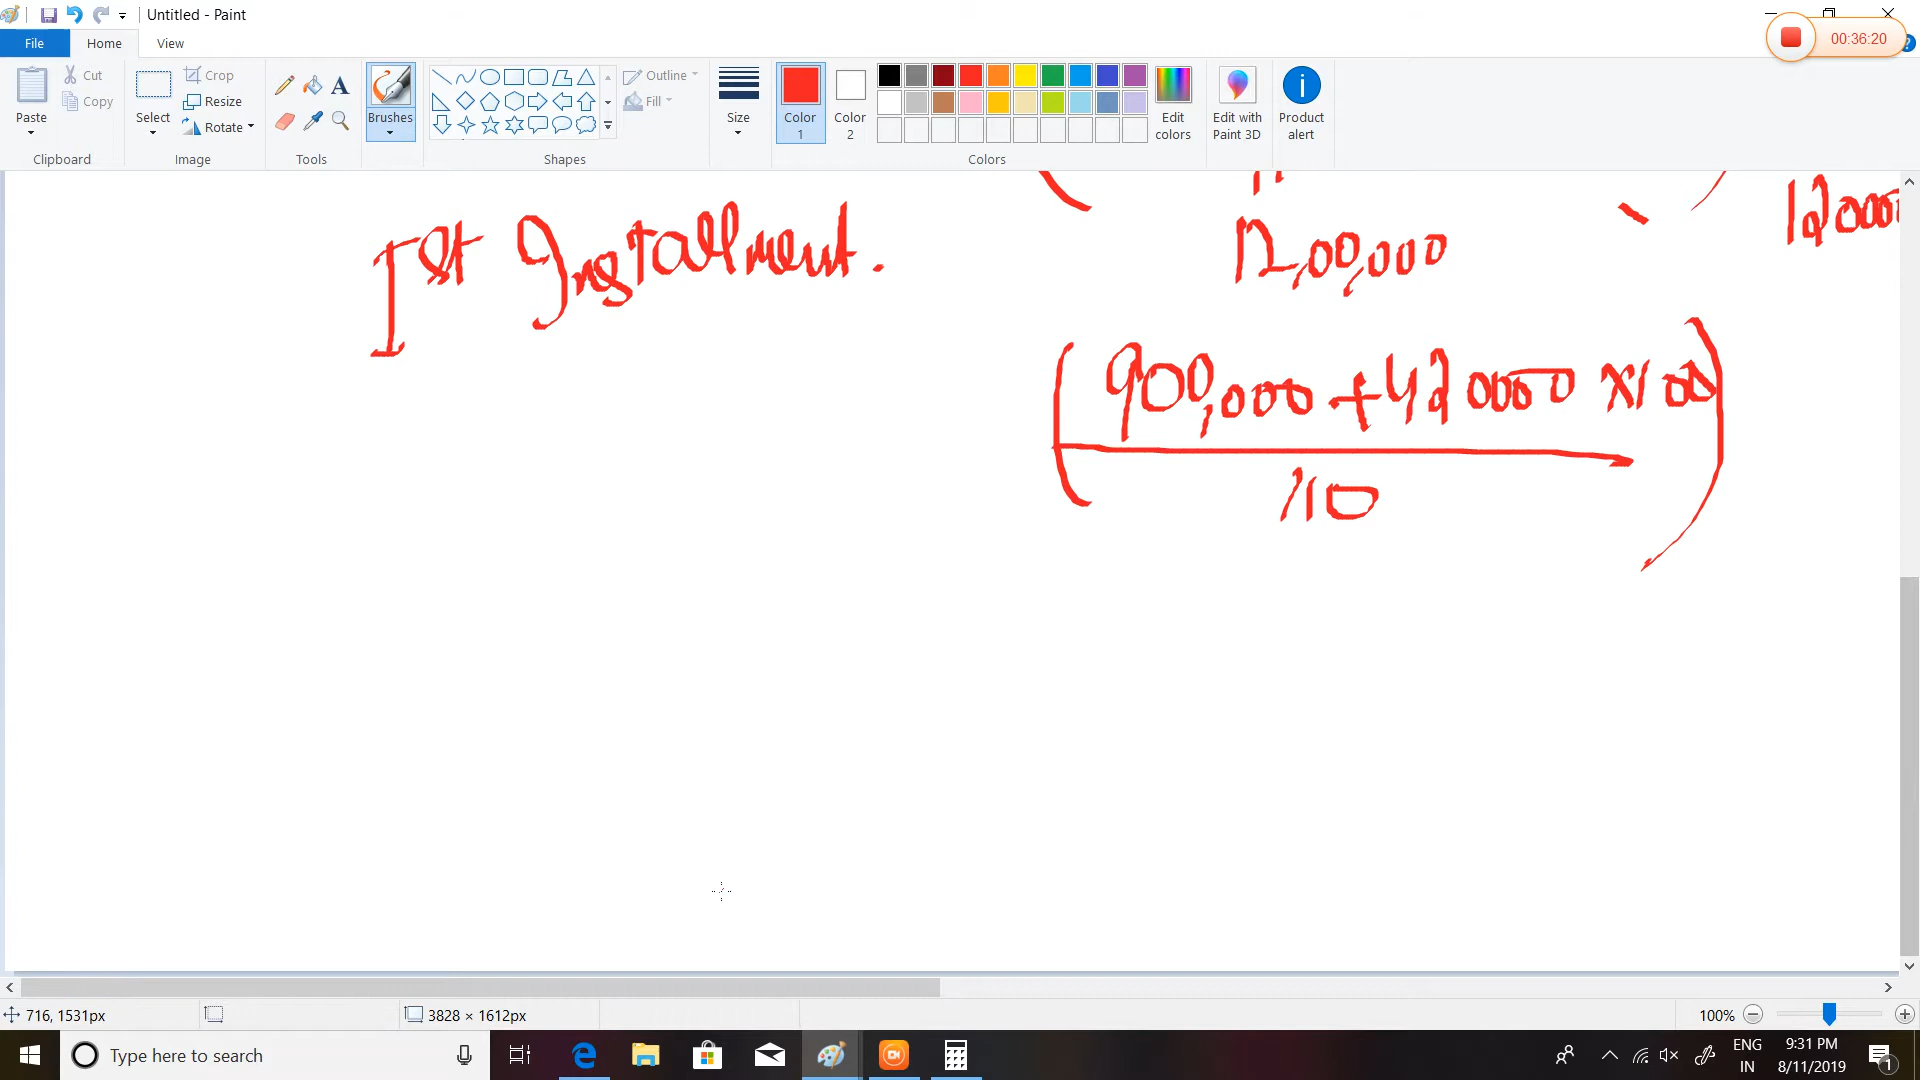 Untitled - Paint
00:36:20
File Home View
Cut
Copy
Paste
Clipboard
Select
Crop
Resize
Rotate
Image
Tools
Brushes
Shapes
Outline
Fill
Size
Color 1
Color 2
Colors
Edit colors
Edit with Paint 3D
Product alert
Ist Installment.
12,00,000
(900,000 + 420000 x100)
110
716, 1531px
3828 × 1612px
100%
Type here to search
ENG
IN
9:31 PM
8/11/2019
1